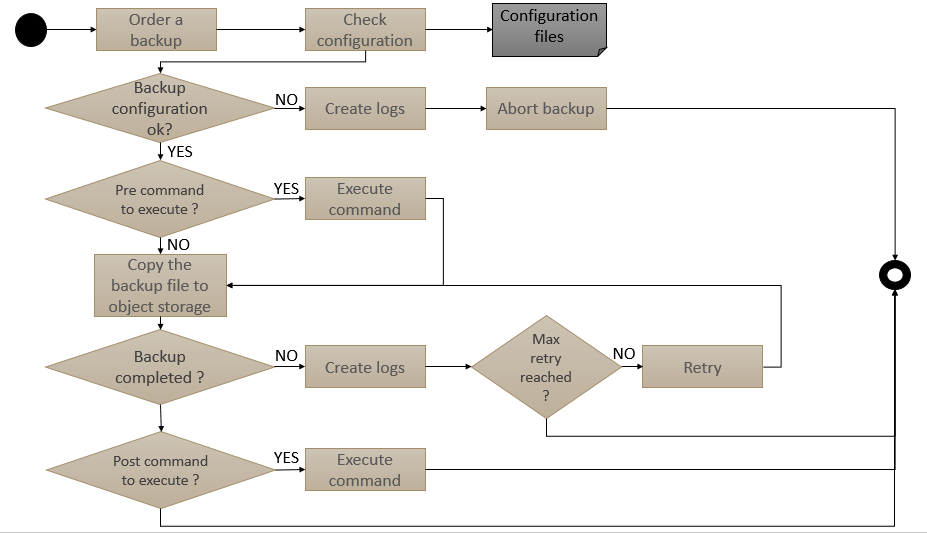 Order a
backup
Check
configuration
Configuration
files
Backup
configuration
ok?
NO
Create logs
Abort backup
YES
Pre command
to execute ?
YES
Execute
command
NO
Copy the
backup file to
object storage
Backup
completed ?
NO
Create logs
Max
retry
reached
?
NO
Retry
Post command
to execute ?
YES
Execute
command